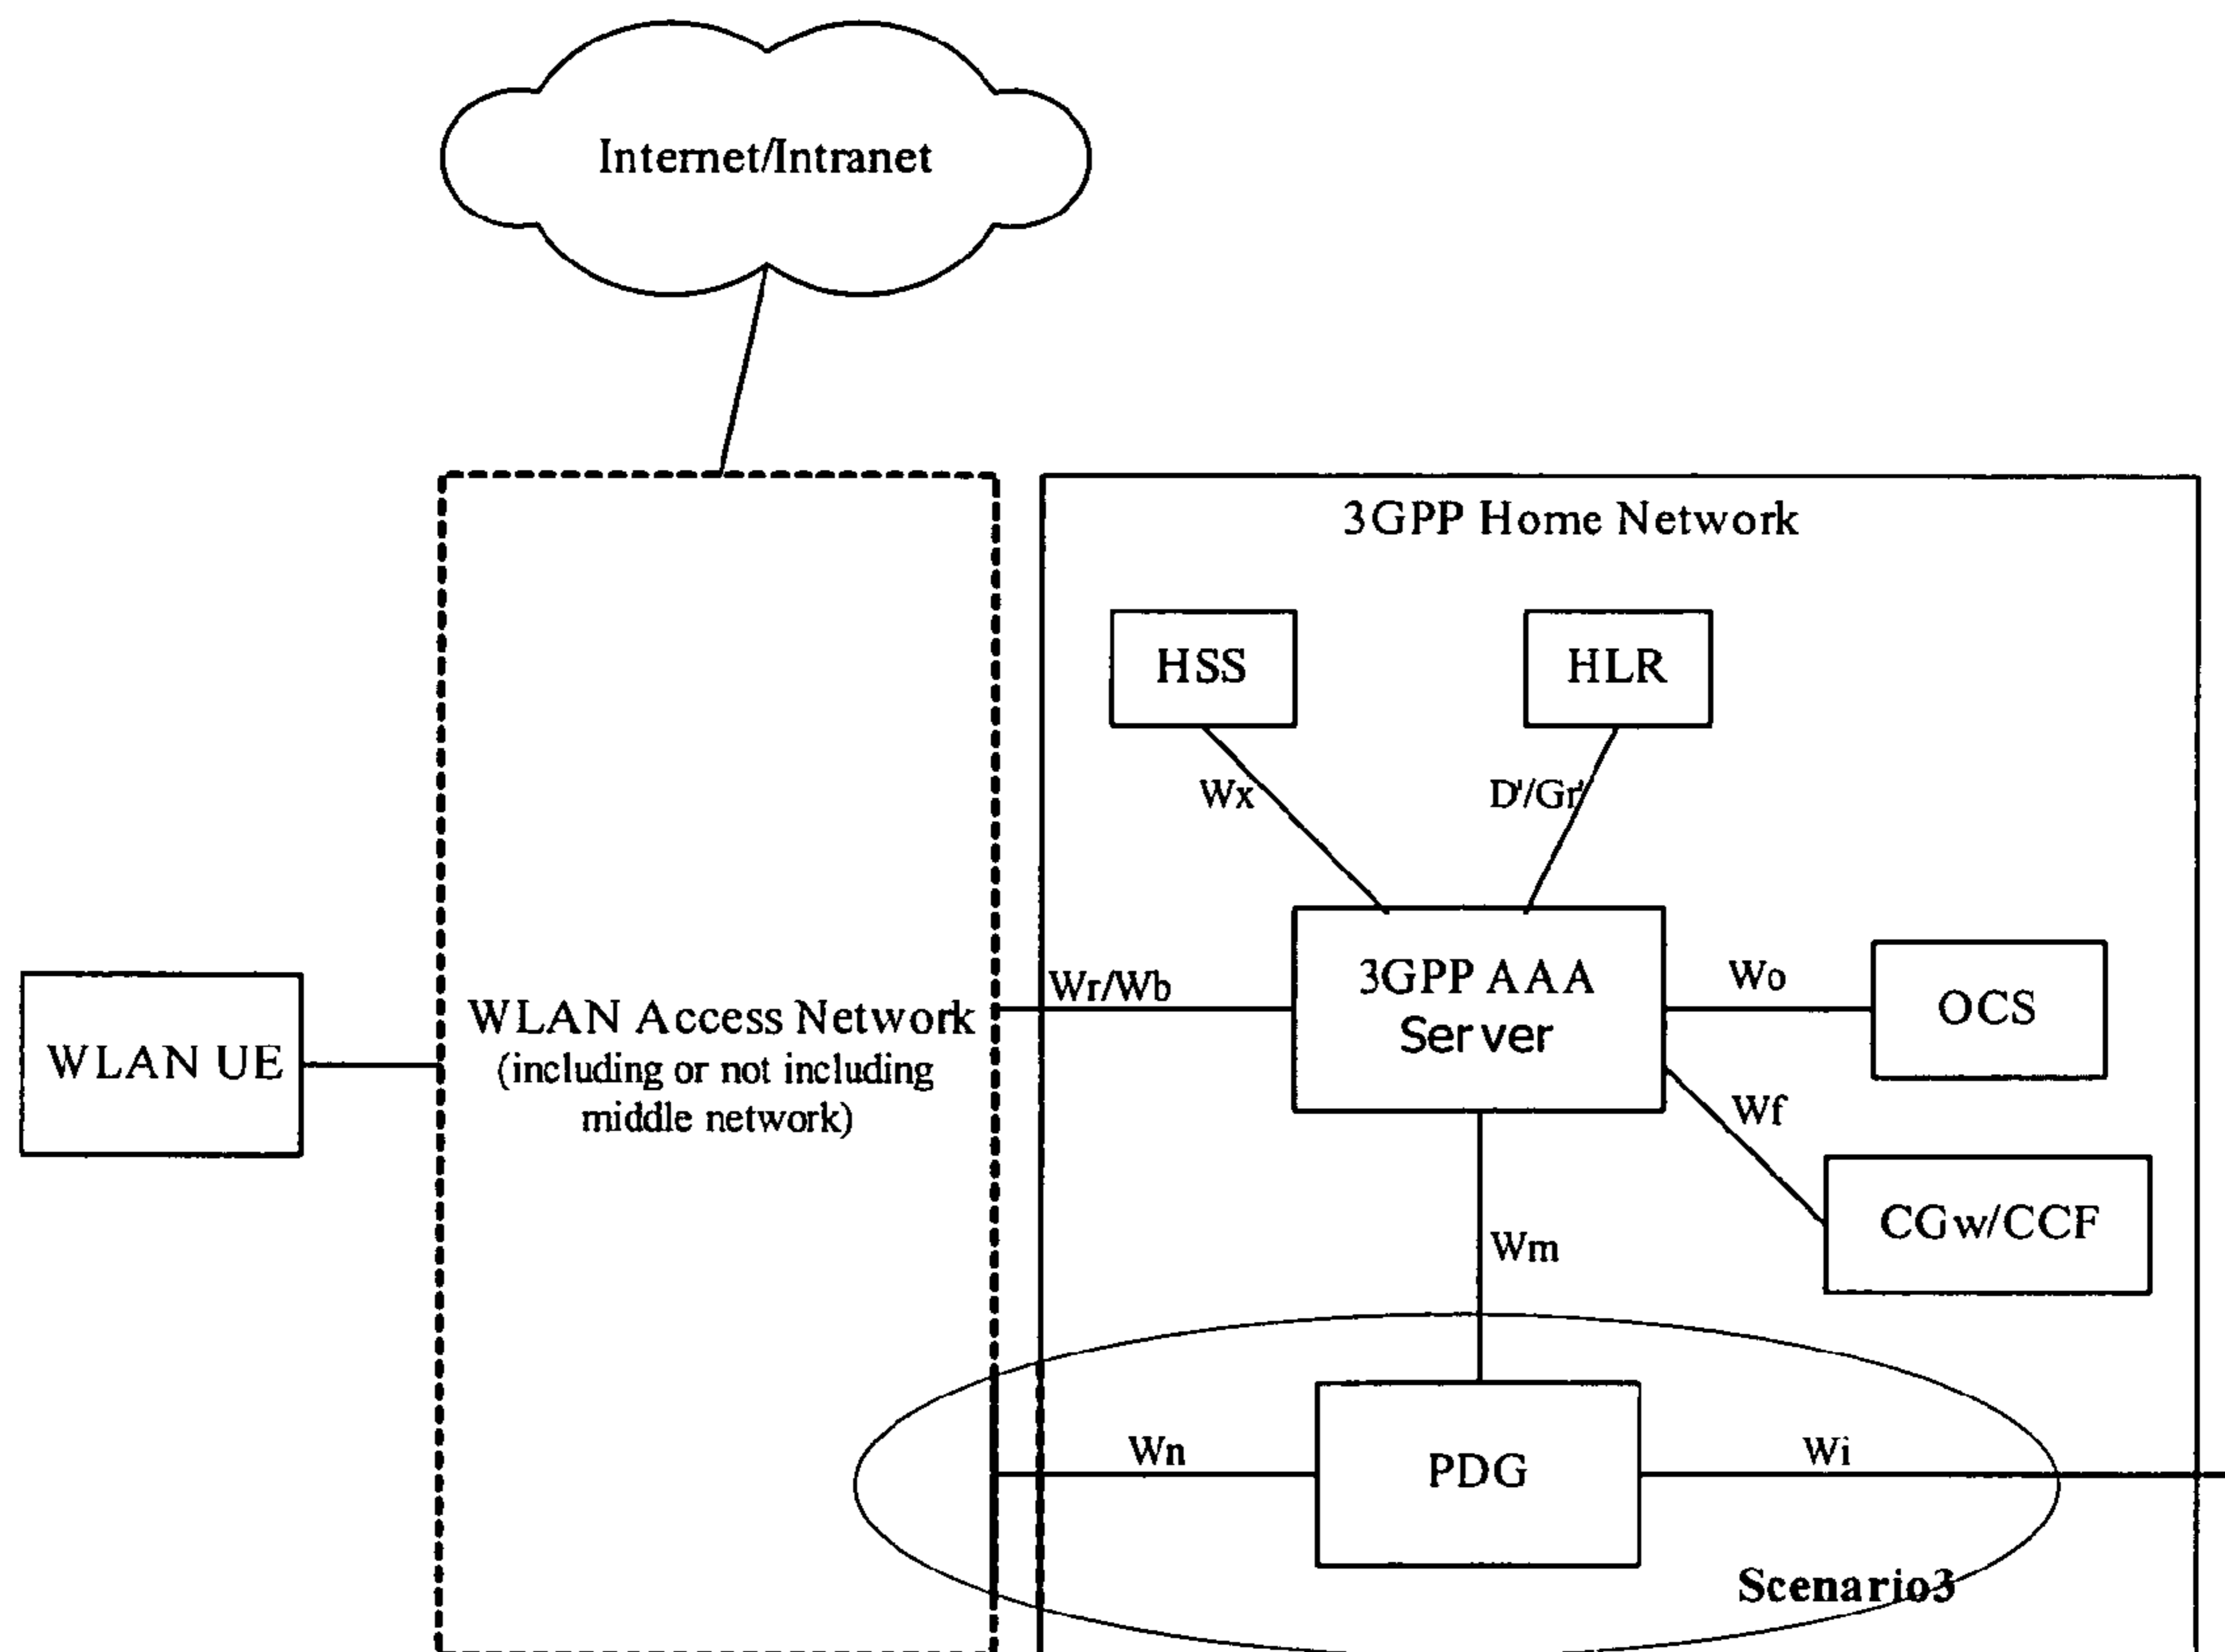 Internet/Intranet
3GPP Home Network
HSS
HLR
Wx
D'/Gr'
WLAN UE
WLAN Access Network
(including or not including
middle network)
Wr/Wb
3GPP AAA
Server
Wo
OCS
Wf
CGw/CCF
Wm
Wn
PDG
Wi
Scenario3